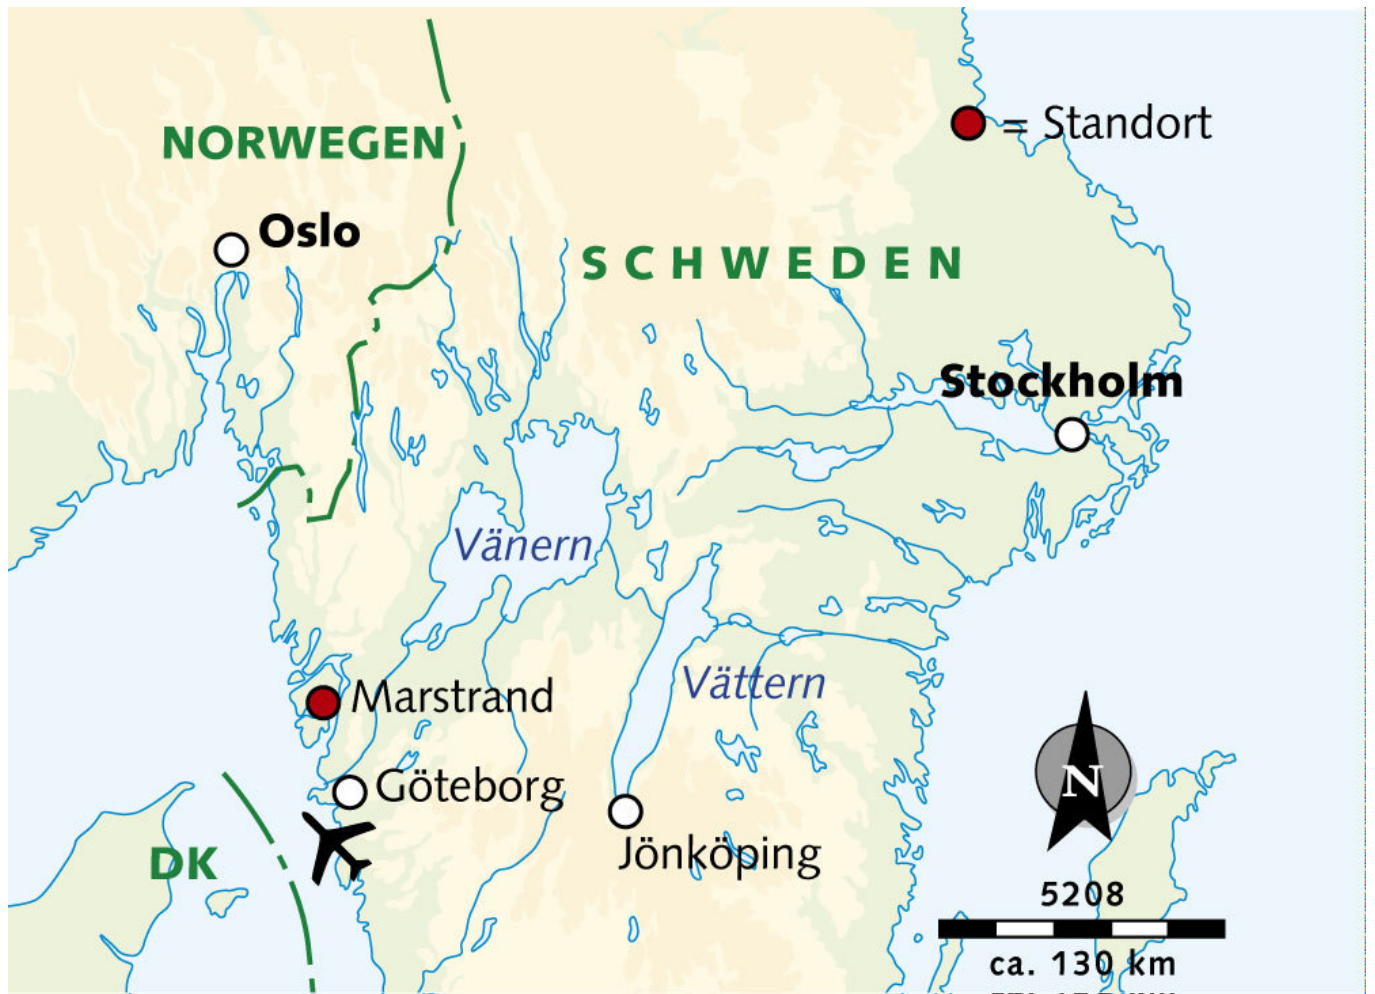 NORWEGEN
= Standort
Oslo
SCHWEDEN
Stockholm
Vänern
Vättern
Marstrand
Göteborg
N
Jönköping
DK
5208
ca. 130 km